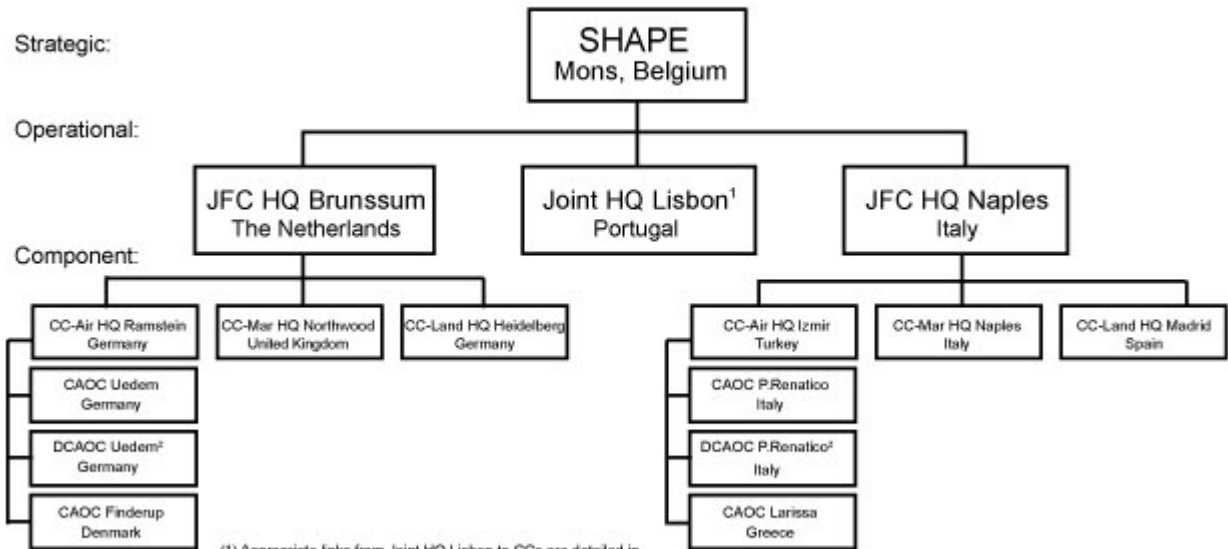 Strategic:
SHAPE
Mons, Belgium
Operational:
JFC HQ Brunssum
The Netherlands
Joint HQ Lisbon¹
Portugal
JFC HQ Naples
Italy
Component:
CC-Air HQ Ramstein
Germany
CC-Mar HQ Northwood
United Kingdom
CC-Land HQ Heidelberg
Germany
CC-Air HQ Izmir
Turkey
CC-Mar HQ Naples
Italy
CC-Land HQ Madrid
Spain
CAOC Uedem
Germany
DCAOC Uedem²
Germany
CAOC Finderup
Denmark
CAOC P.Renatico
Italy
DCAOC P.Renatico²
Italy
CAOC Larissa
Greece
(1) Appropriate links from Joint HQ Lisbon to CCs are detailed in